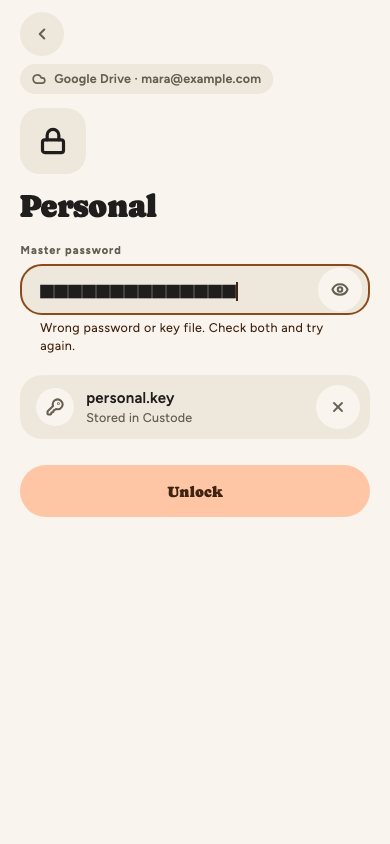 Google Drive · mara@example.com
Personal
Master password
Wrong password or key file. Check both and try
again.
personal.key
Stored in Custode
Unlock